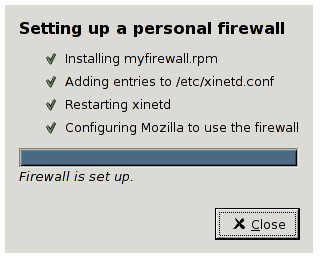 Setting up a personal firewall
Installing myfirewall.rpm
Adding entries to /etc/xinetd.conf
Restarting xinetd
Configuring Mozilla to use the firewall
Firewall is set up.
Close